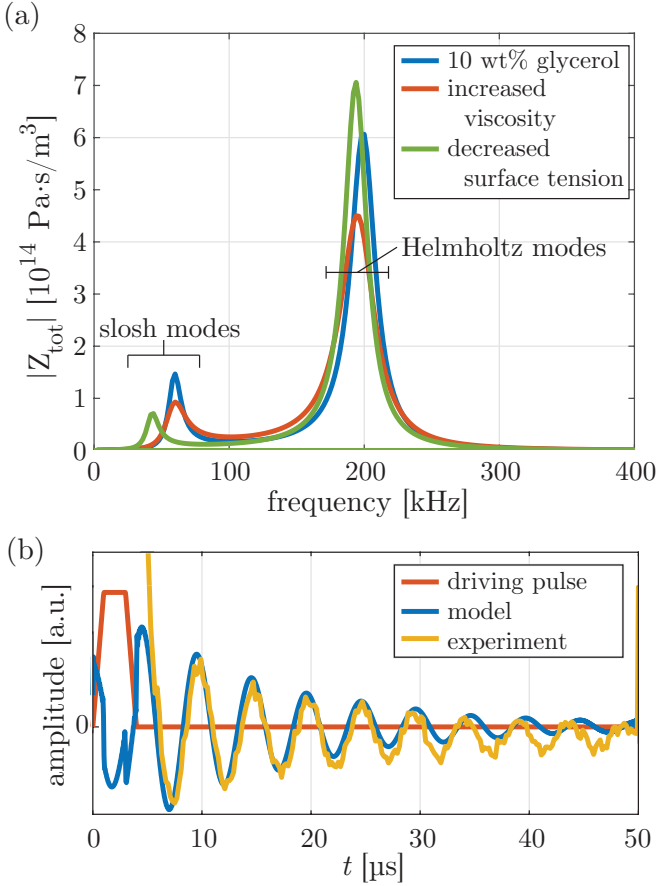 (a)
8
7
6
5
4
3
2
1
0
|Z_tot| [10^14 Pa·s/m^3]
10 wt% glycerol
increased
viscosity
decreased
surface tension
Helmholtz modes
slosh modes
0
100
200
300
400
frequency [kHz]
(b)
amplitude [a.u.]
0
driving pulse
model
experiment
0
10
20
30
40
50
t [µs]